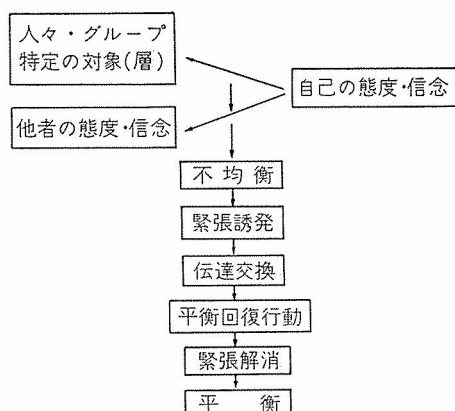 人々・グループ
特定の対象(層)
自己の態度・信念
他者の態度・信念
不均衡
緊張誘発
伝達交換
平衡回復行動
緊張解消
平衡